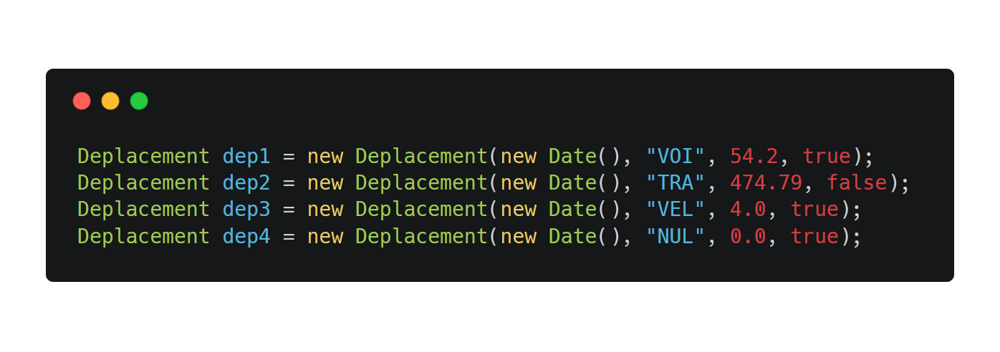 Deplacement dep1 = new Deplacement(new Date(), "VOI", 54.2, true);
Deplacement dep2 = new Deplacement(new Date(), "TRA", 474.79, false);
Deplacement dep3 = new Deplacement(new Date(), "VEL", 4.0, true);
Deplacement dep4 = new Deplacement(new Date(), "NUL", 0.0, true);